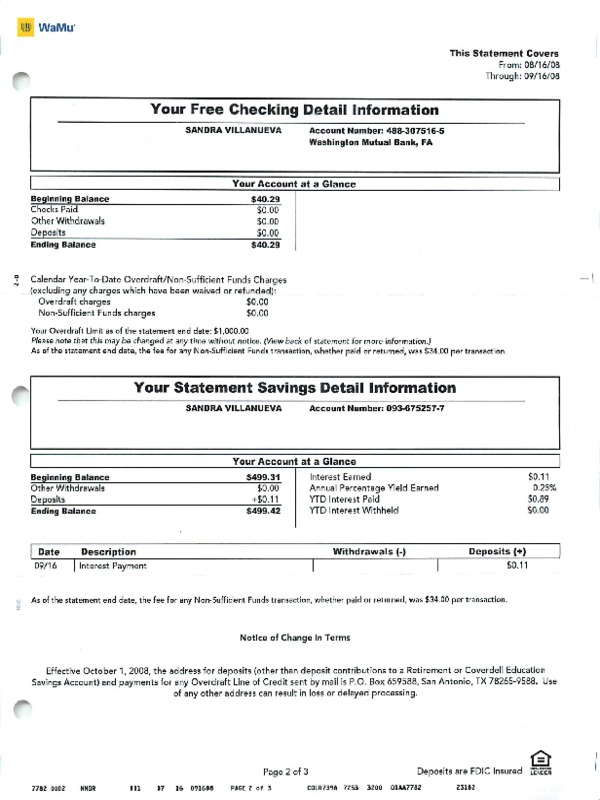 WaMu
This Statement Covers
From: 08/16/08
Through: 09/16/08
Your Free Checking Detail Information
SANDRA VILLANUEVA Account Number: 488-307516-5
Washington Mutual Bank, FA
Your Account at a Glance
Beginning Balance $40.29
Checks Paid $0.00
Other Withdrawals $0.00
Deposits $0.00
Ending Balance $40.29
Calendar Year-To-Date Overdraft/Non-Sufficient Funds Charges
(excluding any charges which have been waived or refunded):
Overdraft charges $0.00
Non-Sufficient Funds charges $0.00
Your Overdraft Limit as of the statement end date: $1,000.00
Please note that this may be changed at any time without notice. (View back of statement for more information.)
As of the statement end date, the fee for any Non-Sufficient Funds transaction, whether paid or returned, was $34.00 per transaction.
Your Statement Savings Detail Information
SANDRA VILLANUEVA Account Number: 093-675257-7
Your Account at a Glance
Beginning Balance $499.31 Interest Earned $0.11
Other Withdrawals $0.00 Annual Percentage Yield Earned 0.25%
Deposits +$0.11 YTD Interest Paid $0.89
Ending Balance $499.42 YTD Interest Withheld $0.00
Date Description Withdrawals (-) Deposits (+)
09/16 Interest Payment $0.11
As of the statement end date, the fee for any Non-Sufficient Funds transaction, whether paid or returned, was $34.00 per transaction.
Notice of Change In Terms
Effective October 1, 2008, the address for deposits (other than deposit contributions to a Retirement or Coverdell Education
Savings Account) and payments for any Overdraft Line of Credit sent by mail is P.O. Box 659588, San Antonio, TX 78265-9588. Use
of any other address can result in loss or delayed processing.
Page 2 of 3 Deposits are FDIC Insured
LENDER
7782 0002 111 07 16 091608 PAGE 2 of 3 7255 3200 23182